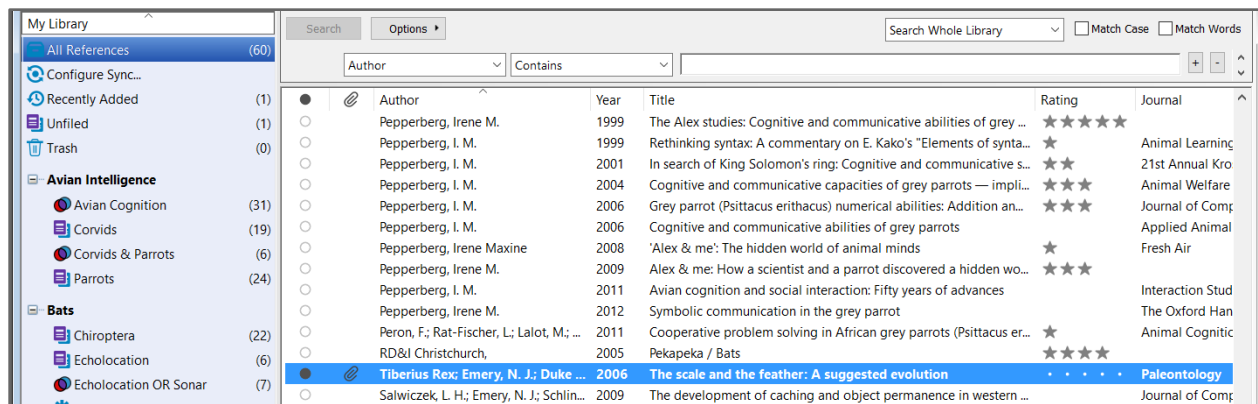 My Library
All References (60)
Configure Sync...
Recently Added (1)
Unfiled (1)
Trash (0)
Avian Intelligence
Avian Cognition (31)
Corvids (19)
Corvids & Parrots (6)
Parrots (24)
Bats
Chiroptera (22)
Echolocation (6)
Echolocation OR Sonar (7)
Search Options Search Whole Library Match Case Match Words
Author Contains + -
Author Year Title Rating Journal
Pepperberg, Irene M. 1999 The Alex studies: Cognitive and communicative abilities of grey ...
Pepperberg, I. M. 1999 Rethinking syntax: A commentary on E. Kako's "Elements of synta... Animal Learning
Pepperberg, I. M. 2001 In search of King Solomon's ring: Cognitive and communicative s... 21st Annual Kro
Pepperberg, I. M. 2004 Cognitive and communicative capacities of grey parrots — impli... Animal Welfare
Pepperberg, I. M. 2006 Grey parrot (Psittacus erithacus) numerical abilities: Addition an... Journal of Comp
Pepperberg, I. M. 2006 Cognitive and communicative abilities of grey parrots Applied Animal
Pepperberg, Irene Maxine 2008 'Alex & me': The hidden world of animal minds Fresh Air
Pepperberg, Irene M. 2009 Alex & me: How a scientist and a parrot discovered a hidden wo...
Pepperberg, I. M. 2011 Avian cognition and social interaction: Fifty years of advances Interaction Stud
Pepperberg, Irene M. 2012 Symbolic communication in the grey parrot The Oxford Han
Peron, F.; Rat-Fischer, L.; Lalot, M.; ... 2011 Cooperative problem solving in African grey parrots (Psittacus er... Animal Cognitic
RD&I Christchurch, 2005 Pekapeka / Bats
Tiberius Rex; Emery, N. J.; Duke ... 2006 The scale and the feather: A suggested evolution Paleontology
Salwiczek, L. H.; Emery, N. J.; Schlin... 2009 The development of caching and object permanence in western ... Journal of Comp